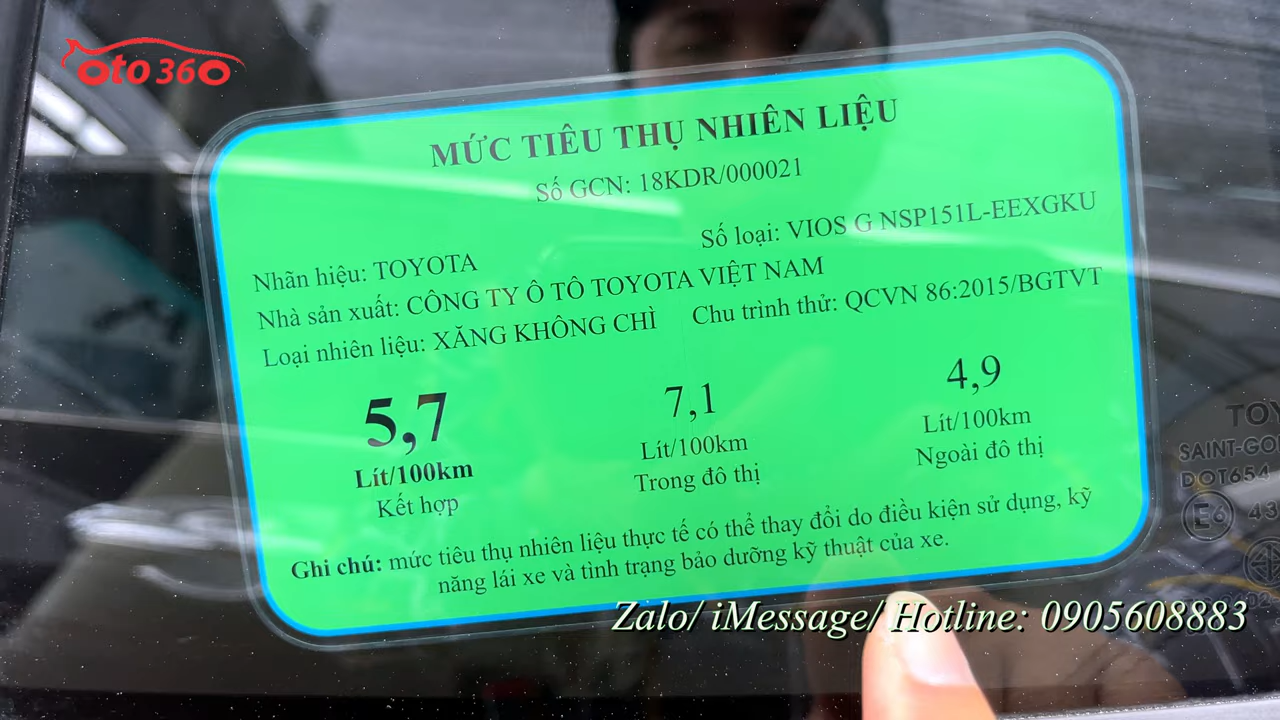 oto360
MỨC TIÊU THỤ NHIÊN LIỆU
Số GCN: 18KDR/000021
Nhãn hiệu: TOYOTA
Số loại: VIOS G NSP151L-EEXGKU
Nhà sản xuất: CÔNG TY Ô TÔ TOYOTA VIỆT NAM
Loại nhiên liệu: XĂNG KHÔNG CHÌ
Chu trình thử: QCVN 86:2015/BGTVT
5,7
Lít/100km
Kết hợp
7,1
Lít/100km
Trong đô thị
4,9
Lít/100km
Ngoài đô thị
Ghi chú: mức tiêu thụ nhiên liệu thực tế có thể thay đổi do điều kiện sử dụng, kỹ
năng lái xe và tình trạng bảo dưỡng kỹ thuật của xe.
DOT654
E6
Zalo/ iMessage/ Hotline: 0905608883